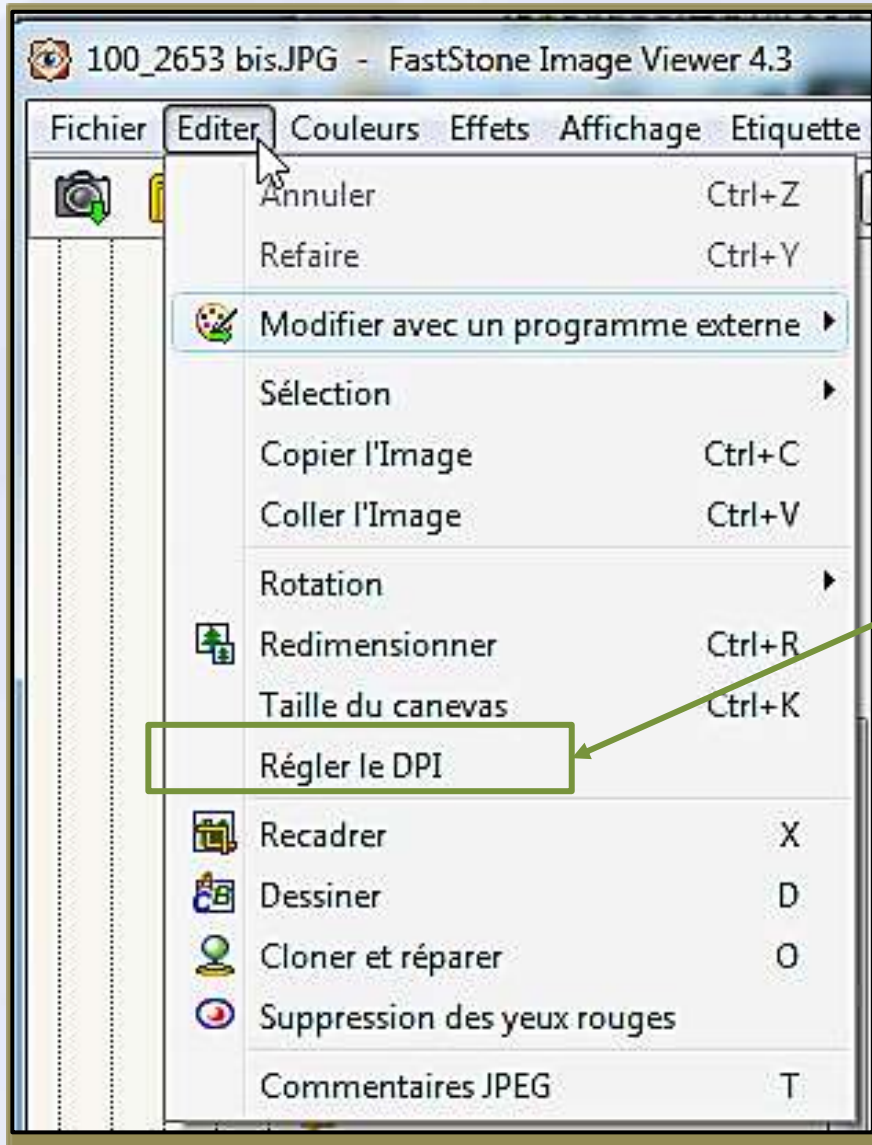 100_2653 bis.JPG - FastStone Image Viewer 4.3
Fichier Editer Couleurs Effets Affichage Etiquette
Annuler Ctrl+Z
Refaire Ctrl+Y
Modifier avec un programme externe
Sélection
Copier l'Image Ctrl+C
Coller l'Image Ctrl+V
Rotation
Redimensionner Ctrl+R
Taille du canevas Ctrl+K
Régler le DPI
Recadrer X
Dessiner D
Cloner et réparer O
Suppression des yeux rouges
Commentaires JPEG T